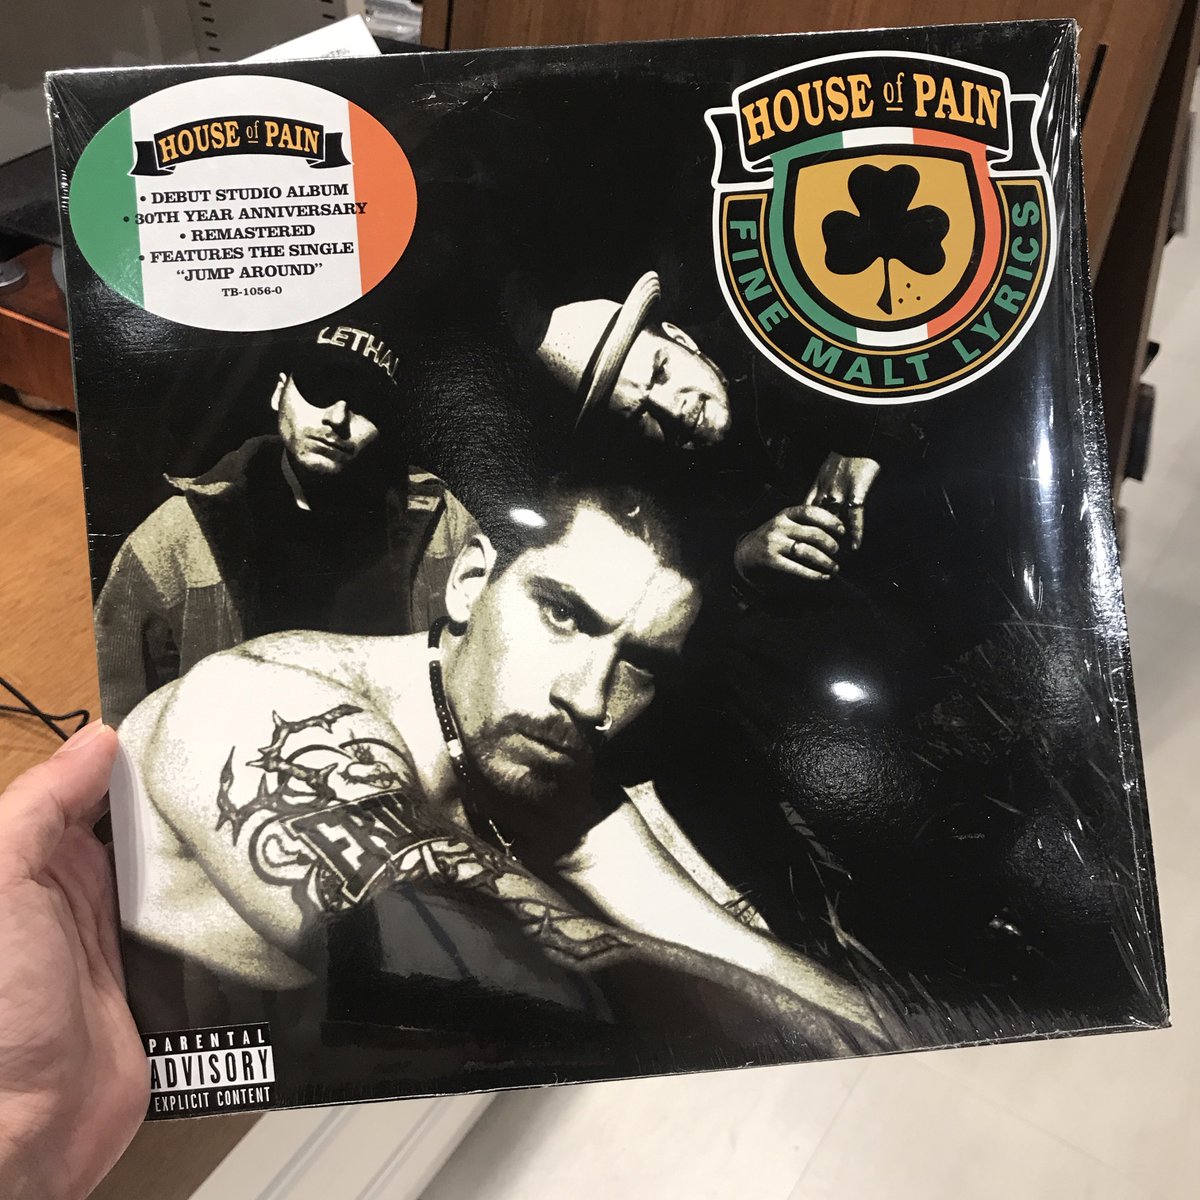 HOUSE of PAIN
• DEBUT STUDIO ALBUM
• 30TH YEAR ANNIVERSARY
• REMASTERED
• FEATURES THE SINGLE
“JUMP AROUND”
TB-1056-0
HOUSE of PAIN
FINE MALT LYRICS
LETHAL
PARENTAL
ADVISORY
EXPLICIT CONTENT